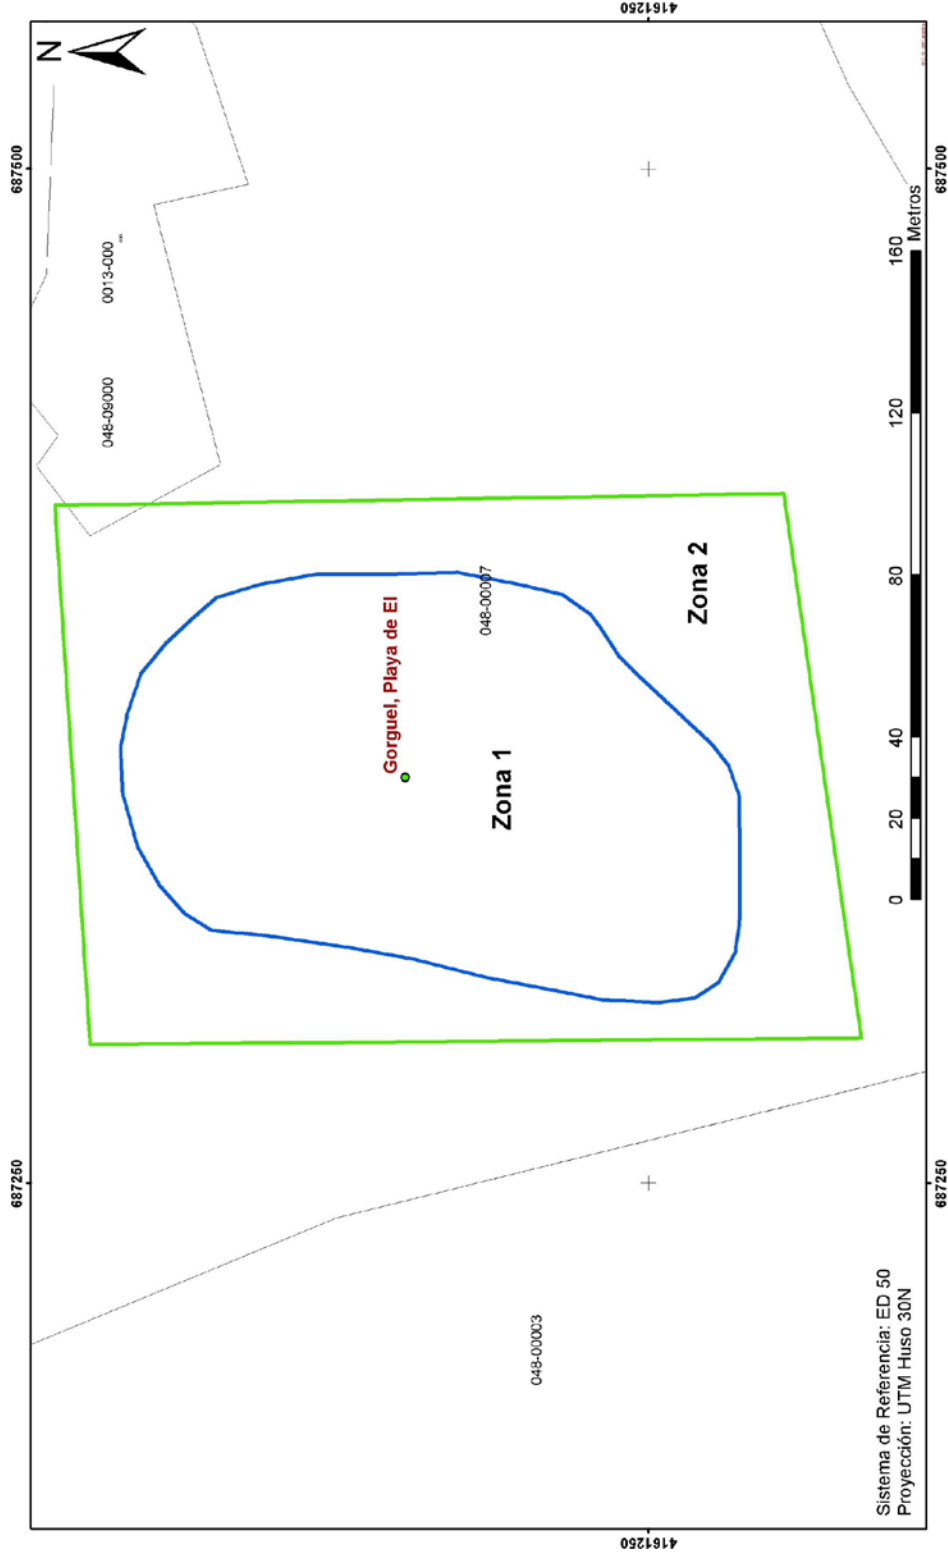 N
687500
4161250
0013-000
048-09000
Gorguel, Playa de El
048-00007
Zona 1
Zona 2
687250
4161250
048-00003
0 20 40 80 120 160
Metros
Sistema de Referencia: ED 50
Proyección: UTM Huso 30N
687250
687500